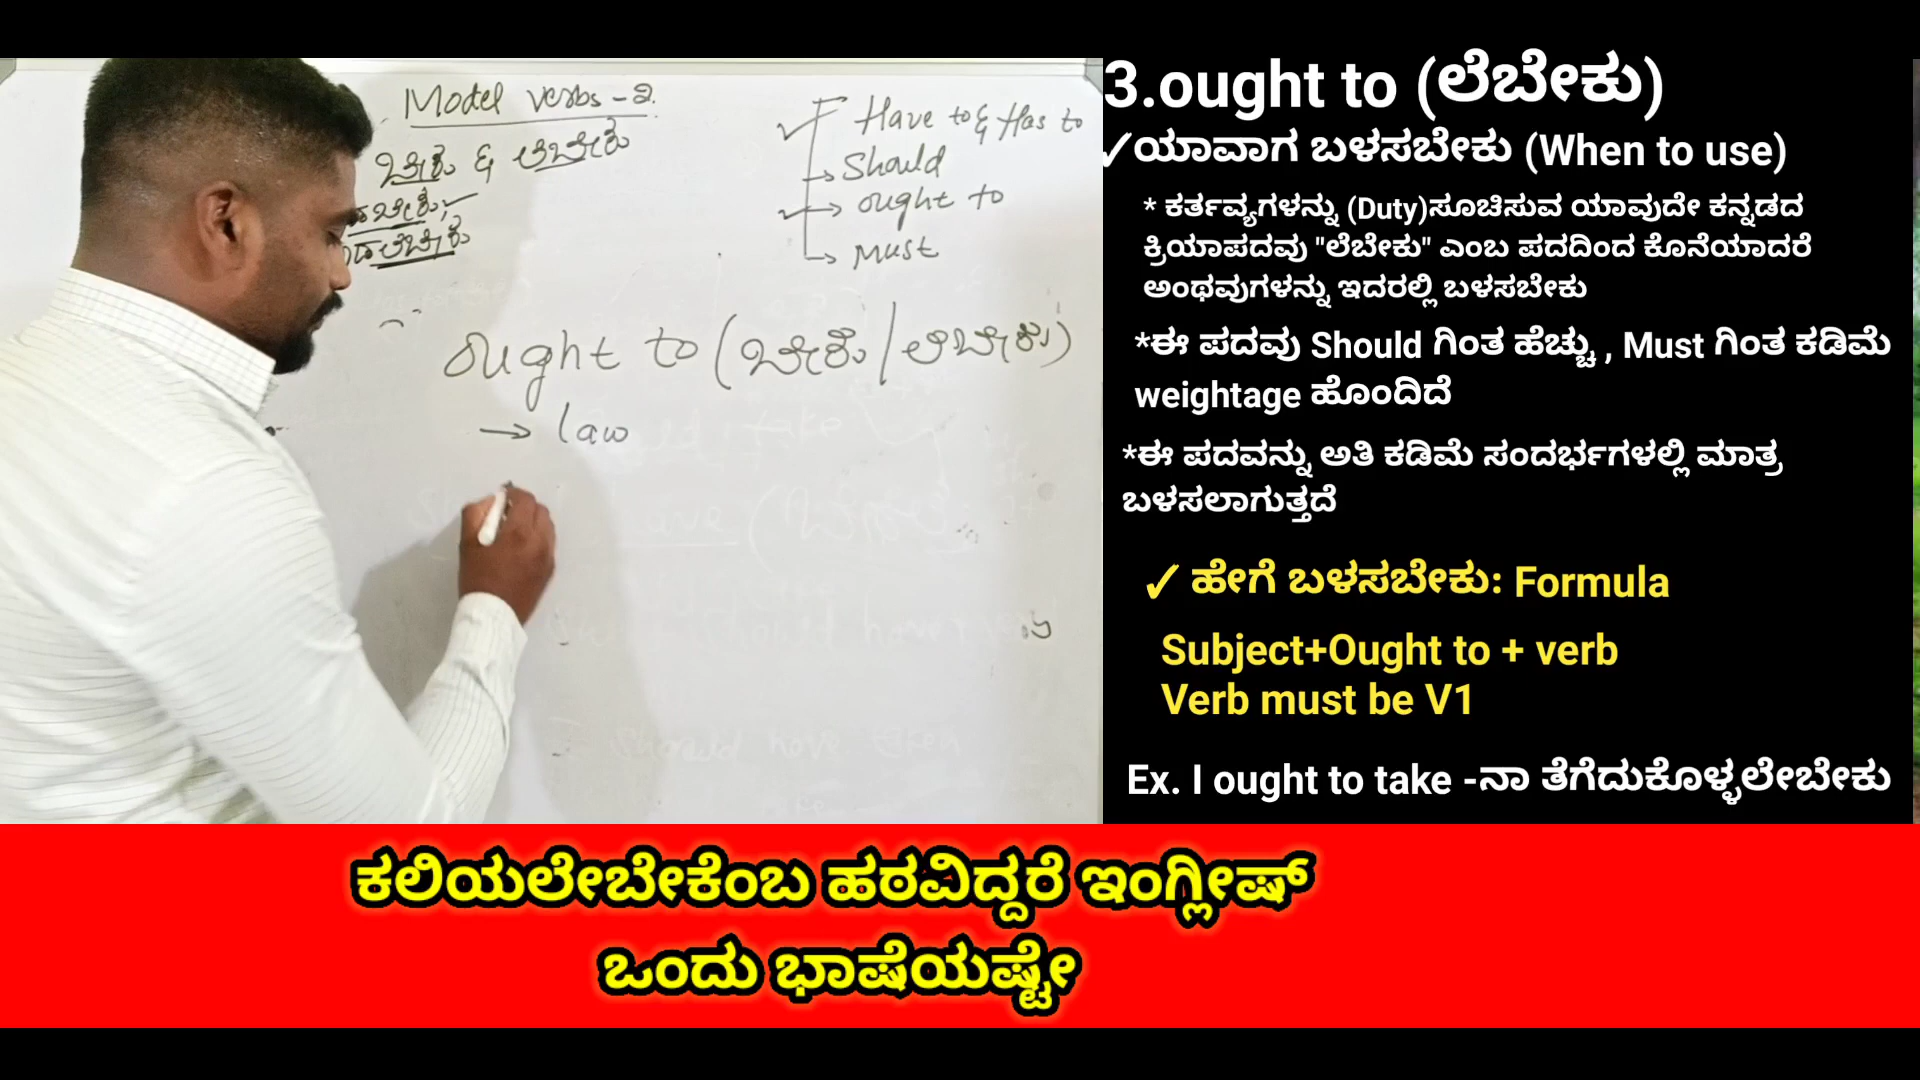 Model verbs - 2.
ಬೇಕು & ಲೆಬೇಕು
Have to & Has to
Should
ought to
Must
ought to (ಬೇಕು/ಲೆಬೇಕು)
→ law
3.ought to (ಲೆಬೇಕು)
✓ಯಾವಾಗ ಬಳಸಬೇಕು (When to use)
* ಕರ್ತವ್ಯಗಳನ್ನು (Duty)ಸೂಚಿಸುವ ಯಾವುದೇ ಕನ್ನಡದ
ಕ್ರಿಯಾಪದವು "ಲೆಬೇಕು" ಎಂಬ ಪದದಿಂದ ಕೊನೆಯಾದರೆ
ಅಂಥವುಗಳನ್ನು ಇದರಲ್ಲಿ ಬಳಸಬೇಕು
*ಈ ಪದವು Should ಗಿಂತ ಹೆಚ್ಚು , Must ಗಿಂತ ಕಡಿಮೆ
weightage ಹೊಂದಿದೆ
*ಈ ಪದವನ್ನು ಅತಿ ಕಡಿಮೆ ಸಂದರ್ಭಗಳಲ್ಲಿ ಮಾತ್ರ
ಬಳಸಲಾಗುತ್ತದೆ
✓ ಹೇಗೆ ಬಳಸಬೇಕು: Formula
Subject+Ought to + verb
Verb must be V1
Ex. I ought to take -ನಾ ತೆಗೆದುಕೊಳ್ಳಲೇಬೇಕು
ಕಲಿಯಲೇಬೇಕೆಂಬ ಹಠವಿದ್ದರೆ ಇಂಗ್ಲೀಷ್
ಒಂದು ಭಾಷೆಯಷ್ಟೇ